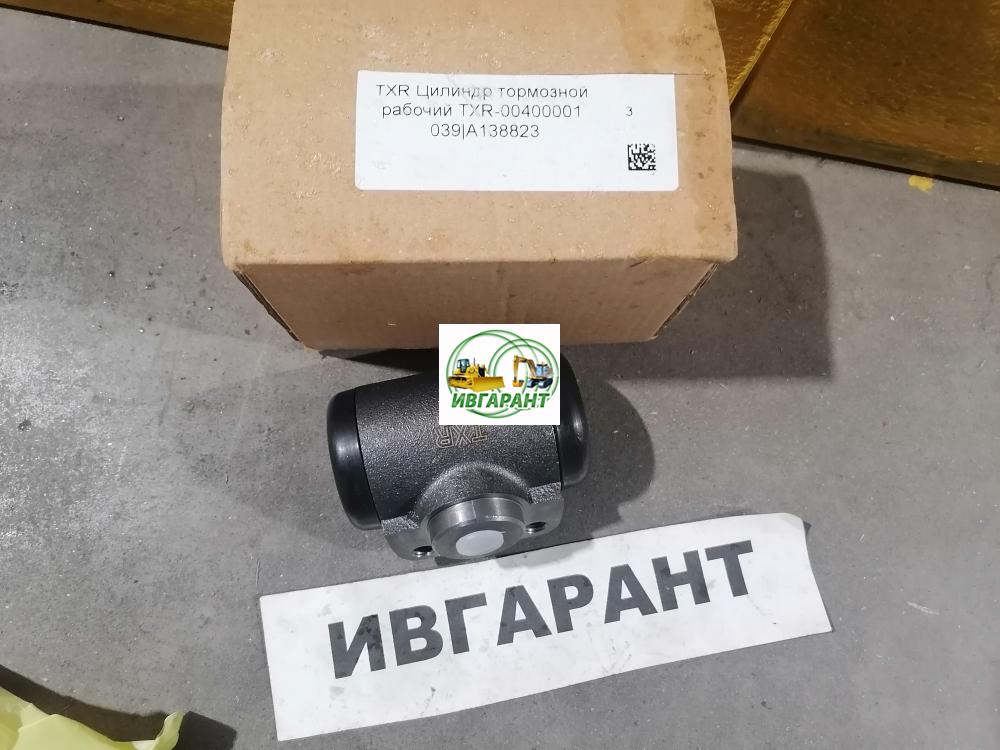 TXR Цилиндр тормозной
рабочий TXR-00400001
039|A138823
3
ИВГАРАНТ
TXR
ИВГАРАНТ